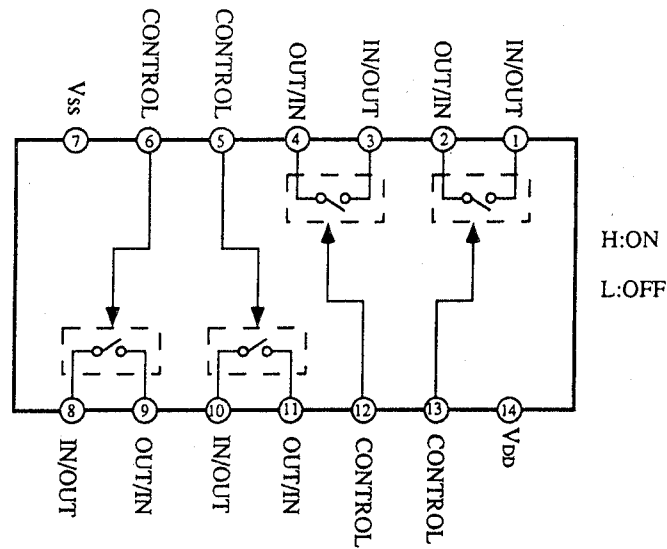 Vss
CONTROL
CONTROL
OUT/IN
IN/OUT
OUT/IN
IN/OUT
7
6
5
4
3
2
1
H:ON
L:OFF
8
9
10
11
12
13
14
IN/OUT
OUT/IN
IN/OUT
OUT/IN
CONTROL
CONTROL
VDD